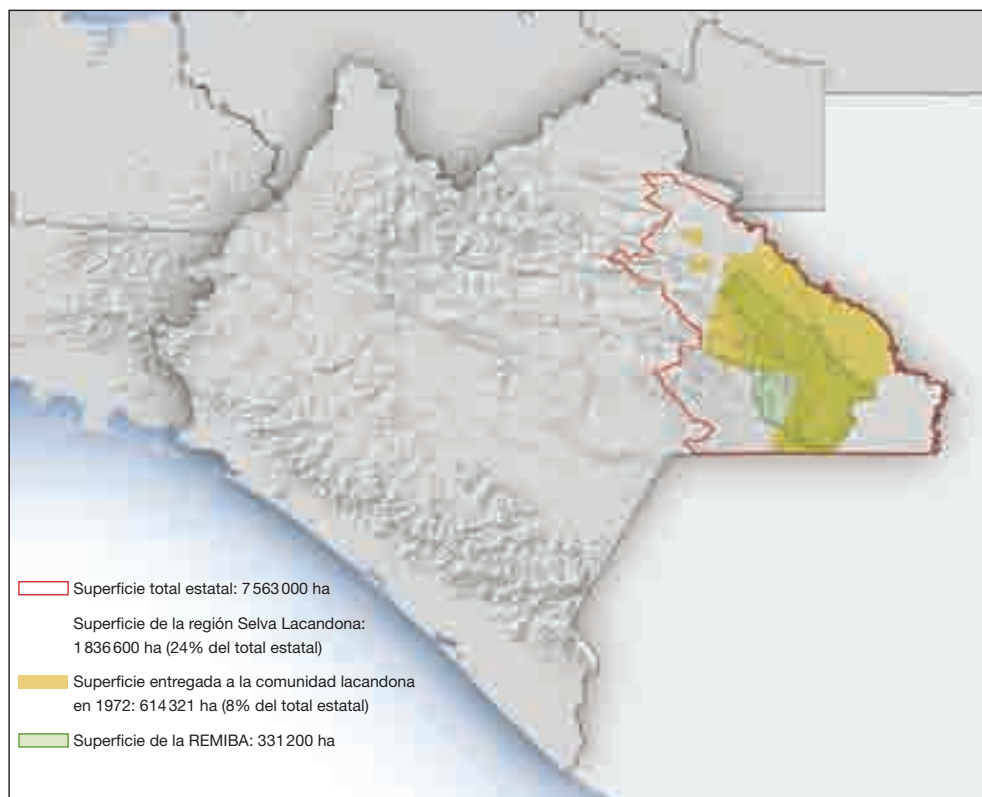 Superficie total estatal: 7 563 000 ha
Superficie de la región Selva Lacandona:
1 836 600 ha (24% del total estatal)
Superficie entregada a la comunidad lacandona
en 1972: 614 321 ha (8% del total estatal)
Superficie de la REMIBA: 331 200 ha